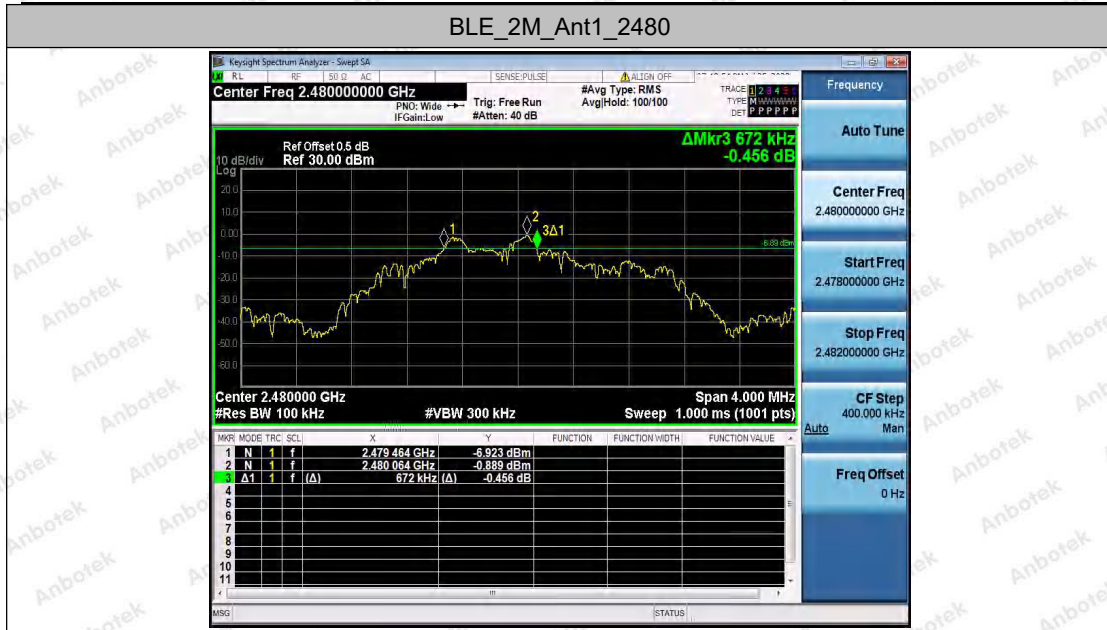 BLE_2M_Ant1_2480
Keysight Spectrum Analyzer - Swept SA
RL RF 50 Ω AC SENSE:PULSE ALIGN OFF
Center Freq 2.480000000 GHz
PNO: Wide
IFGain:Low
Trig: Free Run
#Atten: 40 dB
#Avg Type: RMS
Avg|Hold: 100/100
TRACE 1 2 3 4 5 6
TYPE M W W W W W
DET P P P P P P
Frequency
Auto Tune
Center Freq
2.480000000 GHz
Start Freq
2.478000000 GHz
Stop Freq
2.482000000 GHz
CF Step
400.000 kHz
Auto Man
Freq Offset
0 Hz
ΔMkr3 672 kHz
-0.456 dB
Ref Offset 0.5 dB
10 dB/div Ref 30.00 dBm
Log
20.0
10.0
0.00
-10.0
-20.0
-30.0
-40.0
-50.0
-60.0
1
2
3Δ1
-6.89 dBm
Center 2.480000 GHz Span 4.000 MHz
#Res BW 100 kHz #VBW 300 kHz Sweep 1.000 ms (1001 pts)
MKR MODE TRC SCL X Y FUNCTION FUNCTION WIDTH FUNCTION VALUE
1 N 1 f 2.479 464 GHz -6.923 dBm
2 N 1 f 2.480 064 GHz -0.889 dBm
3 Δ1 1 f (Δ) 672 kHz (Δ) -0.456 dB
4
5
6
7
8
9
10
11
MSG STATUS
Anbotek